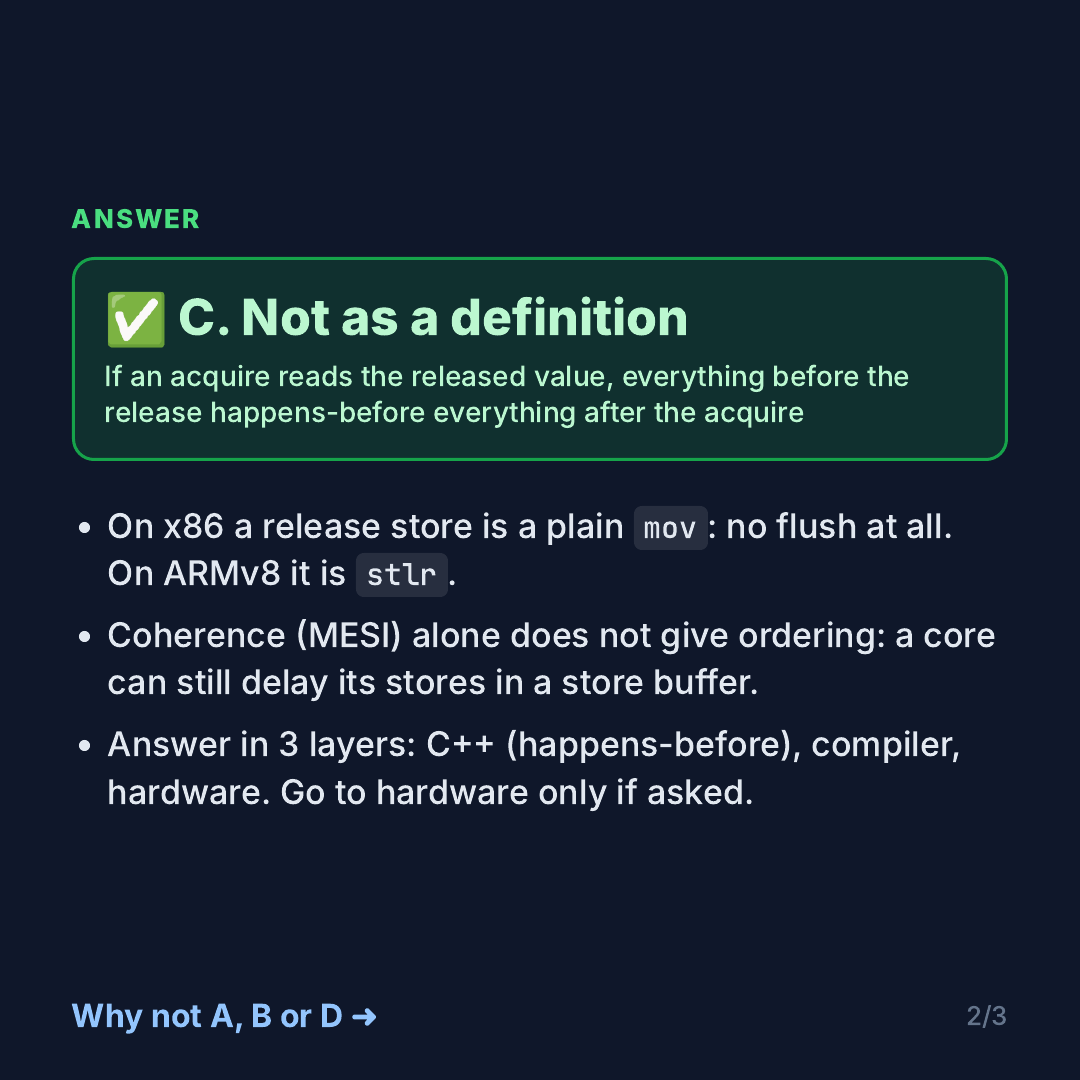 ANSWER
✅ C. Not as a definition
If an acquire reads the released value, everything before the
release happens-before everything after the acquire
• On x86 a release store is a plain mov: no flush at all.
On ARMv8 it is stlr.
• Coherence (MESI) alone does not give ordering: a core
can still delay its stores in a store buffer.
• Answer in 3 layers: C++ (happens-before), compiler,
hardware. Go to hardware only if asked.
Why not A, B or D ➜
2/3